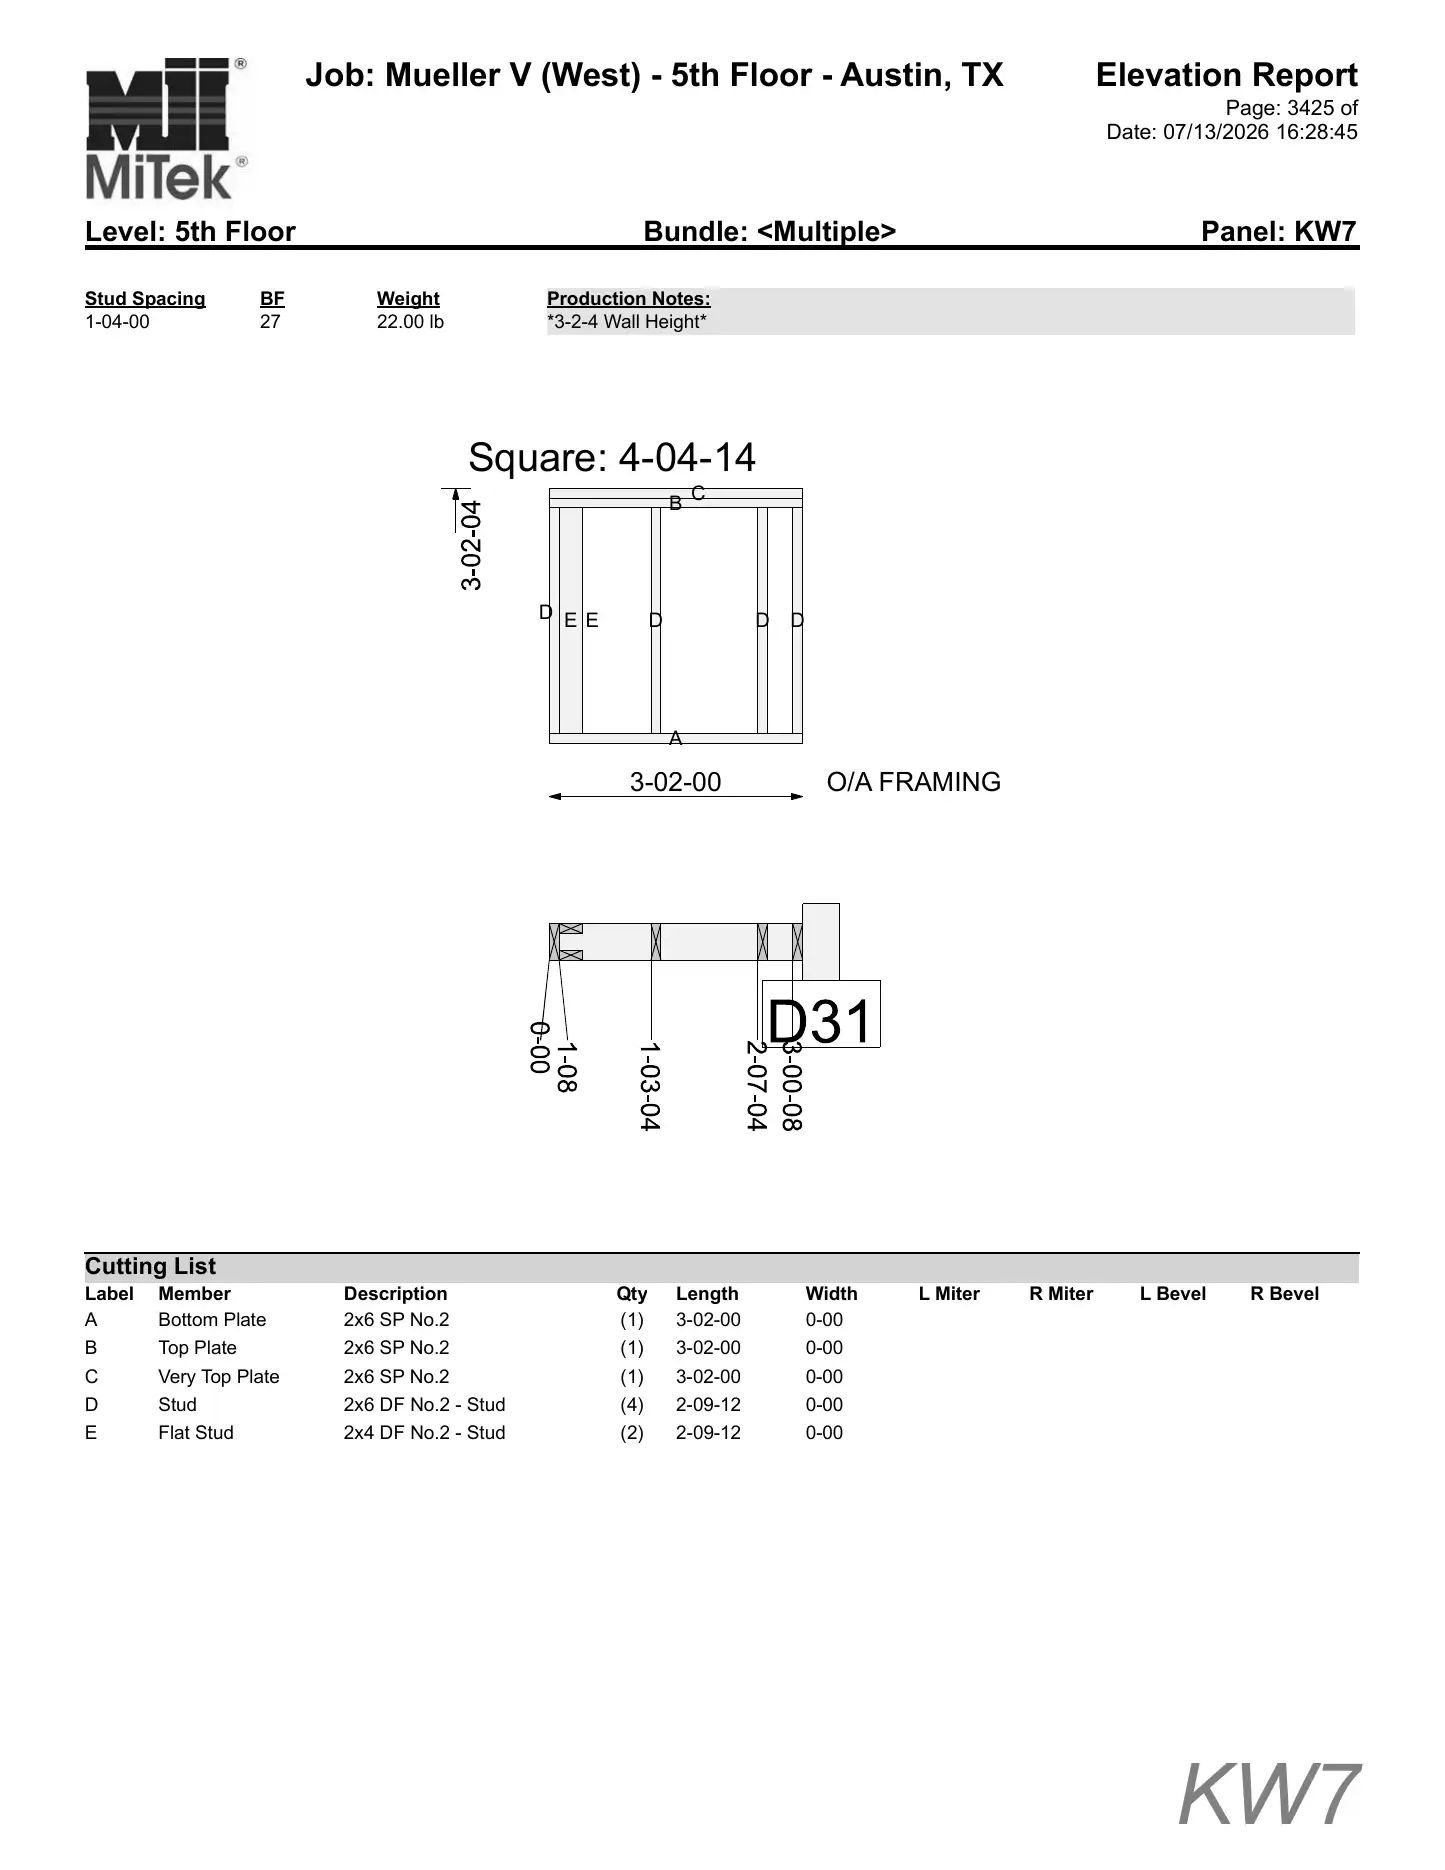 Job: Mueller V (West) - 5th Floor - Austin, TX
Elevation Report
Page: 3425 of
Date: 07/13/2026 16:28:45
MiTek®
Level: 5th Floor Bundle: <Multiple> Panel: KW7
Stud Spacing BF Weight Production Notes:
1-04-00 27 22.00 lb *3-2-4 Wall Height*
Square: 4-04-14
3-02-04
C
B
D E E D D D
A
3-02-00 O/A FRAMING
D31
0-00 1-08 1-03-04 2-07-04 3-00-08
Cutting List
Label Member Description Qty Length Width L Miter R Miter L Bevel R Bevel
A Bottom Plate 2x6 SP No.2 (1) 3-02-00 0-00
B Top Plate 2x6 SP No.2 (1) 3-02-00 0-00
C Very Top Plate 2x6 SP No.2 (1) 3-02-00 0-00
D Stud 2x6 DF No.2 - Stud (4) 2-09-12 0-00
E Flat Stud 2x4 DF No.2 - Stud (2) 2-09-12 0-00
KW7